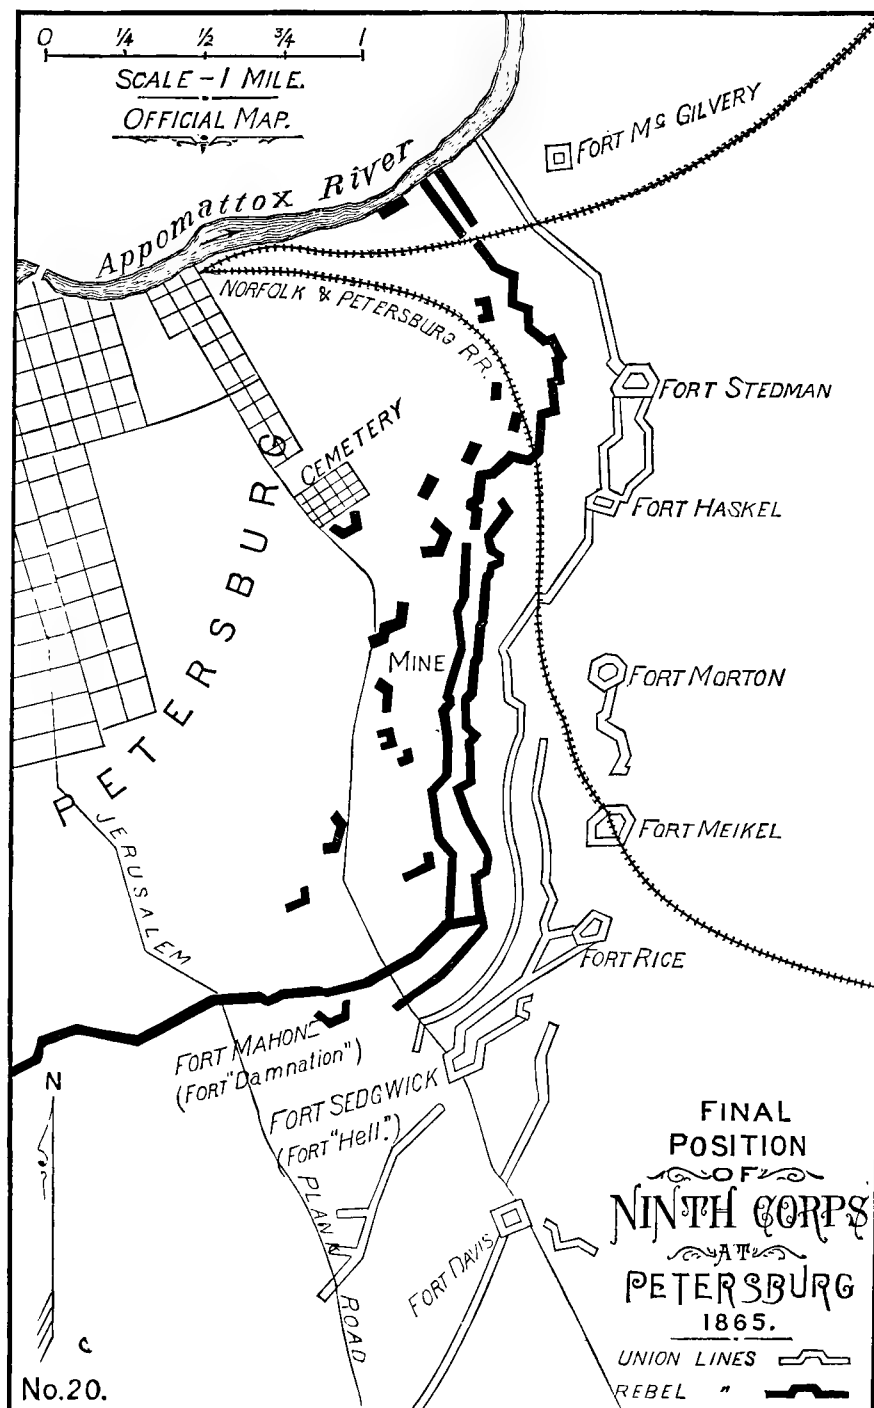 0 1/4 1/2 3/4 1
SCALE - 1 MILE.
OFFICIAL MAP.
FORT Mc GILVERY
Appomattox River
NORFOLK & PETERSBURG R.R.
FORT STEDMAN
CEMETERY
FORT HASKEL
PETERSBURG
MINE
FORT MORTON
FORT MEIKEL
JERUSALEM
FORT RICE
FORT MAHONE
(FORT "Damnation")
FORT SEDGWICK
(FORT "Hell.")
N
PLANK ROAD
FORT DAVIS
FINAL
POSITION
OF
NINTH CORPS
AT
PETERSBURG
1865.
UNION LINES
REBEL "
No.20.